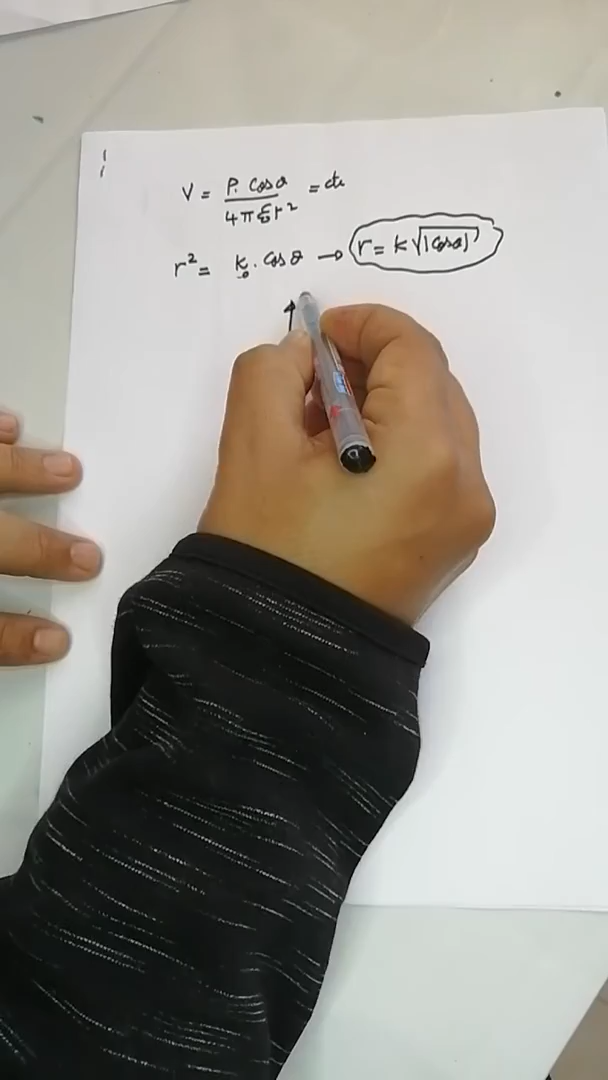 V = P. Cosθ / 4πε₀r² = cte
r² = k₀. Cosθ → r = k√|Cosθ|